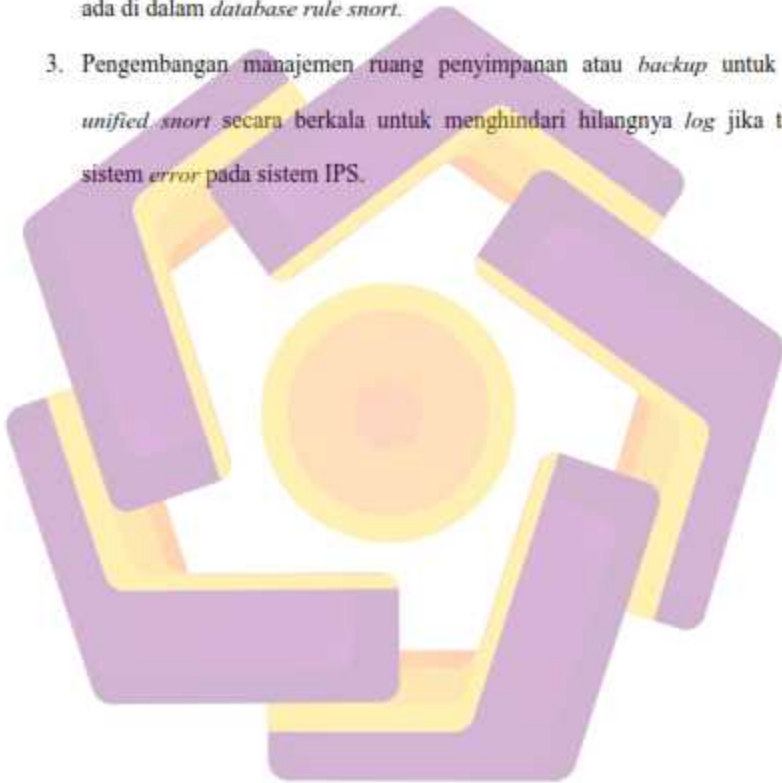 ada di dalam database rule snort.
3. Pengembangan manajemen ruang penyimpanan atau backup untuk
unified snort secara berkala untuk menghindari hilangnya log jika t
sistem error pada sistem IPS.